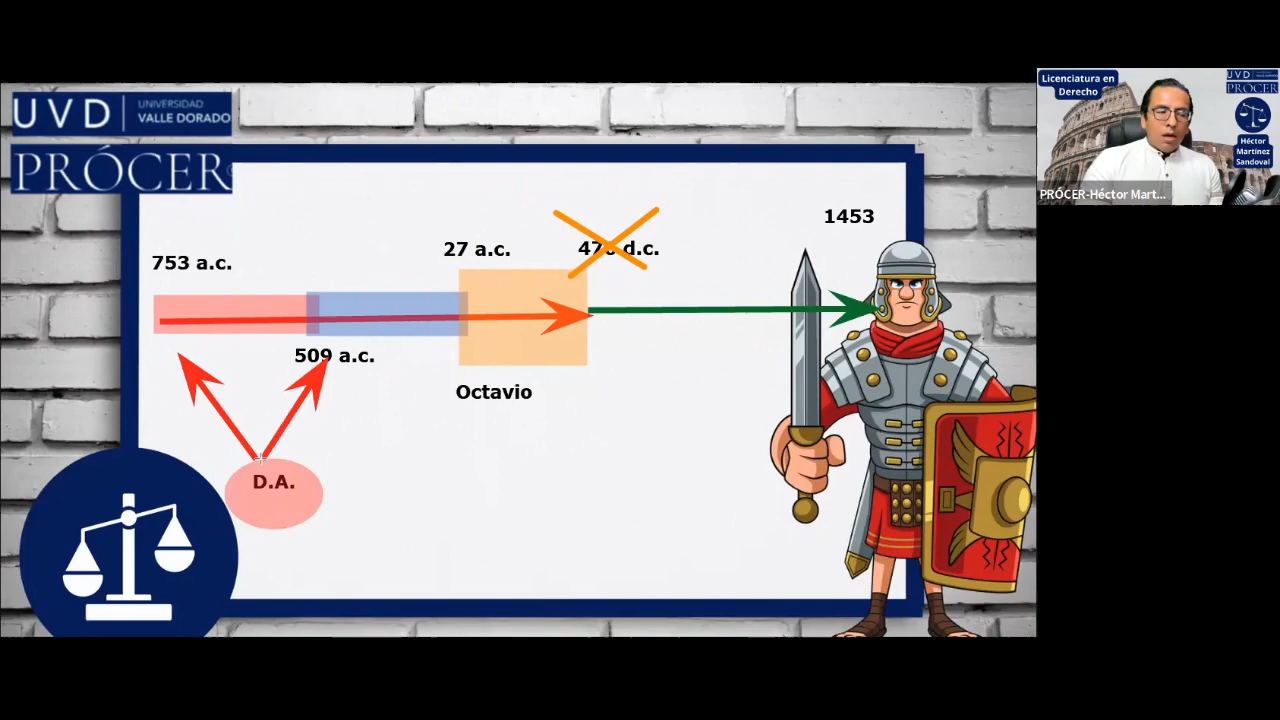 UVD
UNIVERSIDAD
VALLE DORADO
PRÓCER
753 a.c.
27 a.c.
476 d.c.
1453
509 a.c.
Octavio
D.A.
Licenciatura en
Derecho
UVD
PRÓCER
Héctor
Martínez
Sandoval
PRÓCER-Héctor Mart...